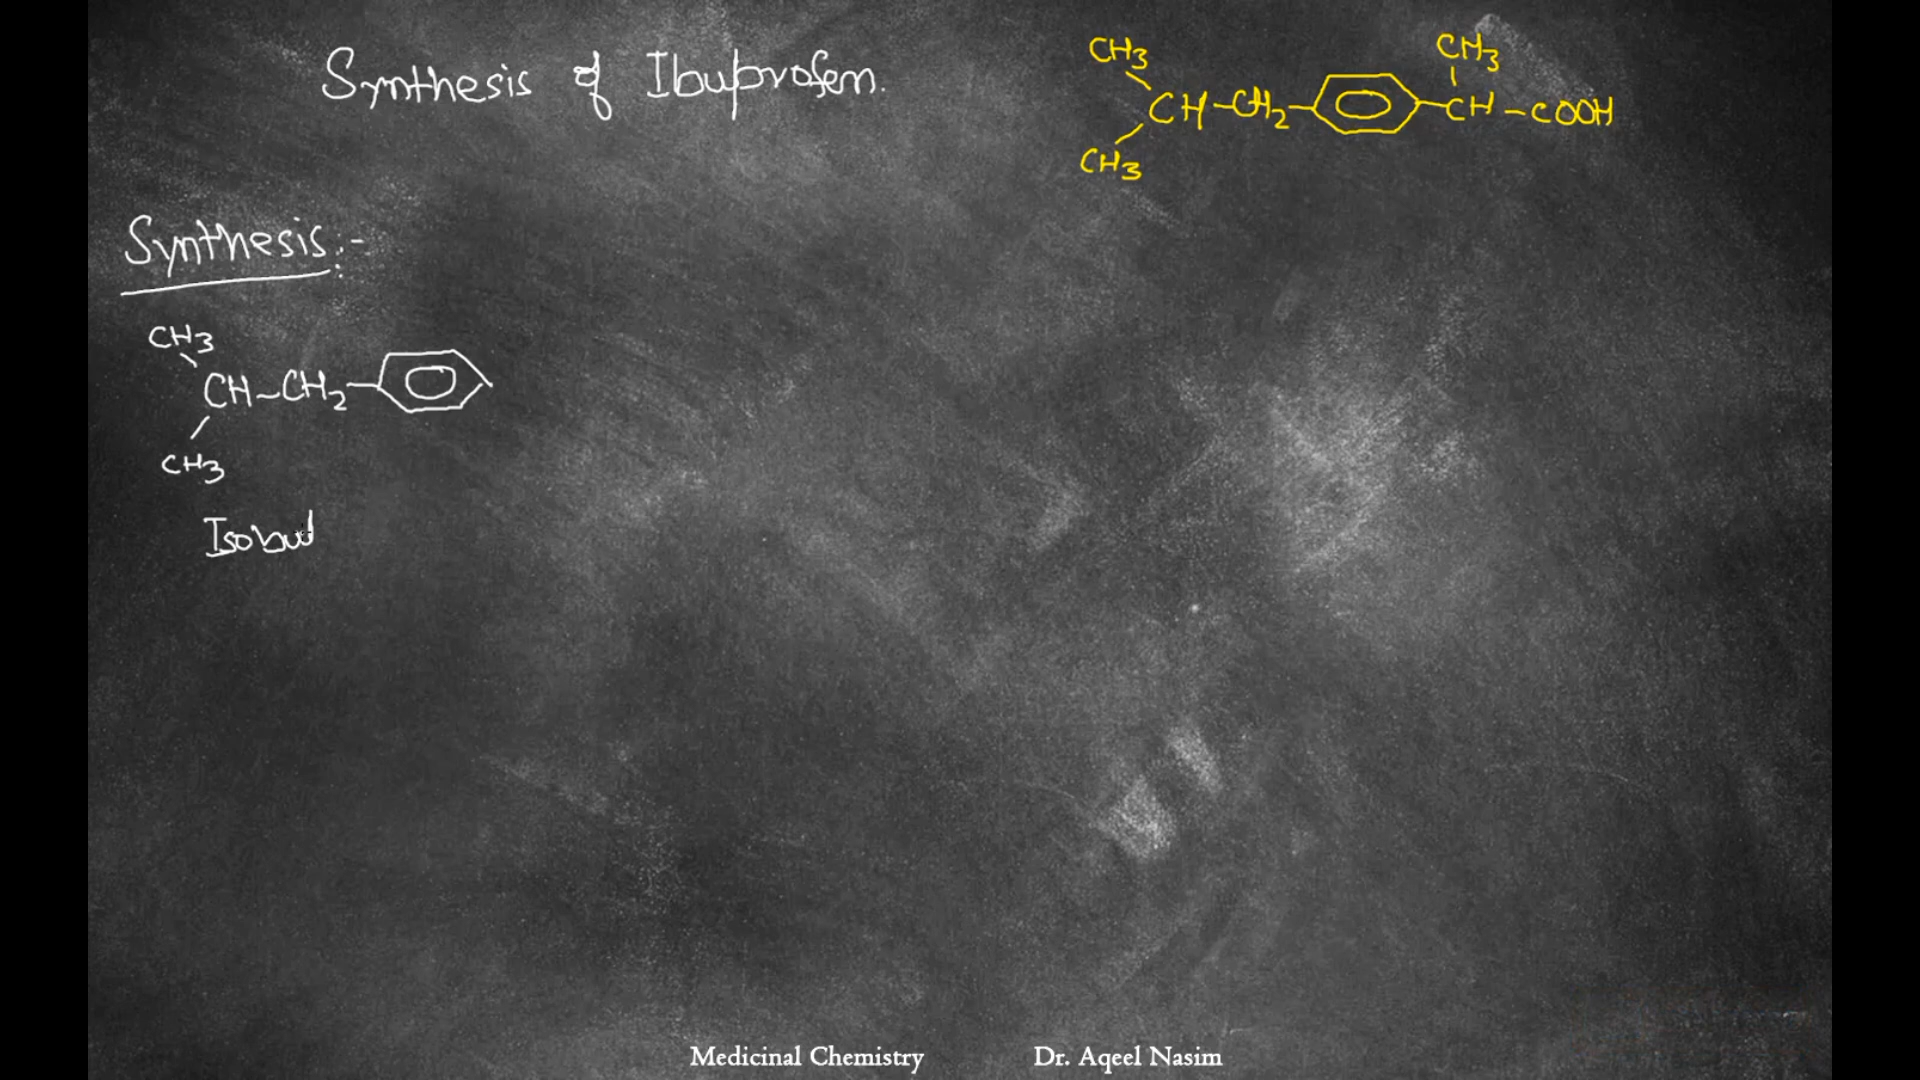 Synthesis of Ibuprofen.
CH3
CH3
CH-CH2-
-CH-COOH
CH3
Synthesis:-
CH3
CH-CH2-
CH3
Isobut
Medicinal Chemistry Dr. Aqeel Nasim